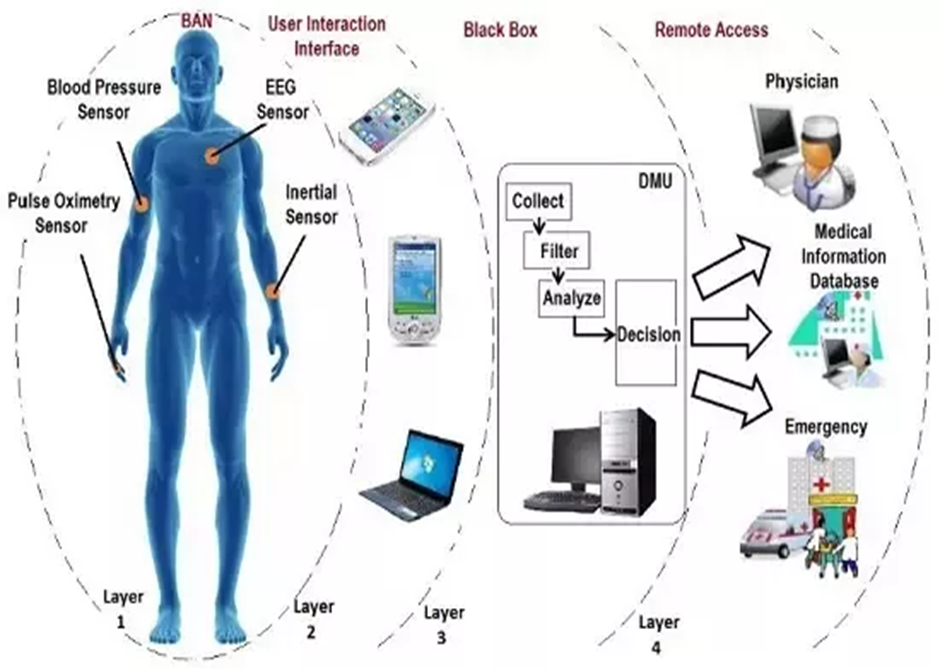 BAN
User Interaction
Interface
Black Box
Remote Access
Blood Pressure
Sensor
EEG
Sensor
Pulse Oximetry
Sensor
Inertial
Sensor
DMU
Collect
Filter
Analyze
Decision
Physician
Medical
Information
Database
Emergency
Layer
1
Layer
2
Layer
3
Layer
4